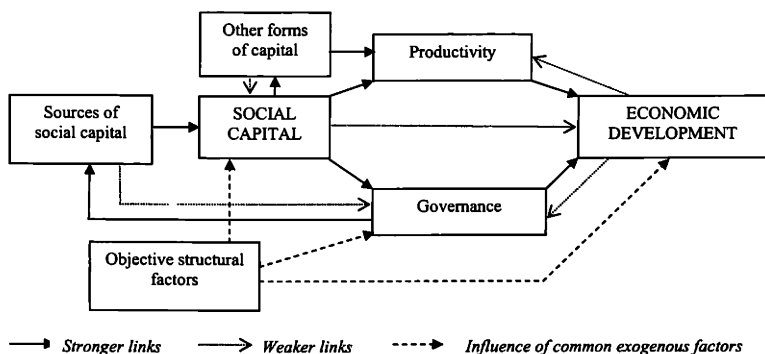 Other forms
of capital
Productivity
Sources of
social capital
SOCIAL
CAPITAL
ECONOMIC
DEVELOPMENT
Governance
Objective structural
factors
Stronger links
Weaker links
Influence of common exogenous factors